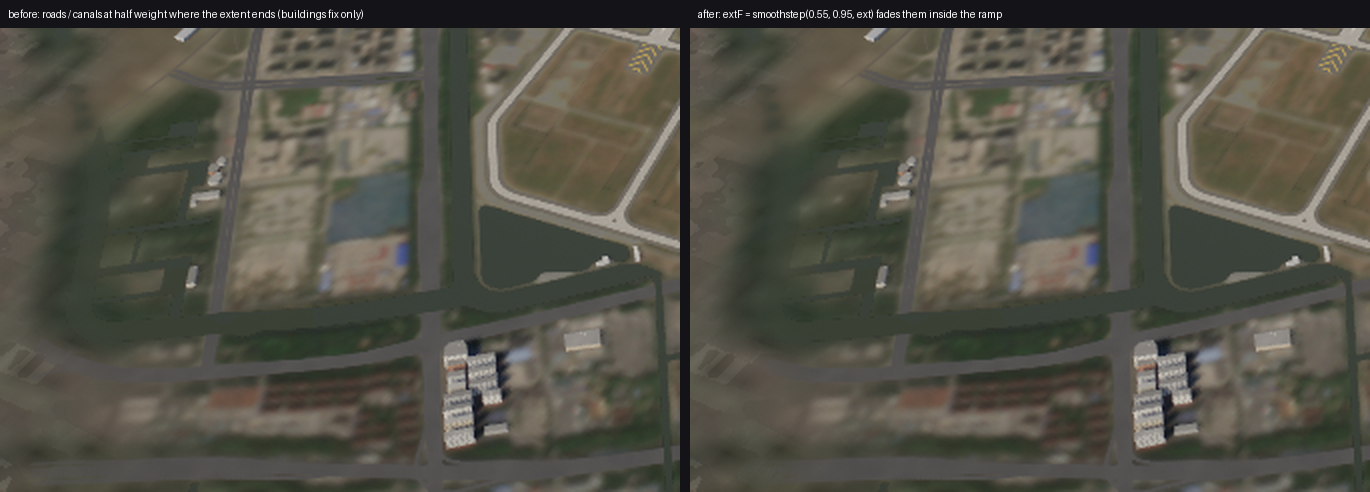 before: roads / canals at half weight where the extent ends (buildings fix only)
after: extF = smoothstep(0.55, 0.95, ext) fades them inside the ramp